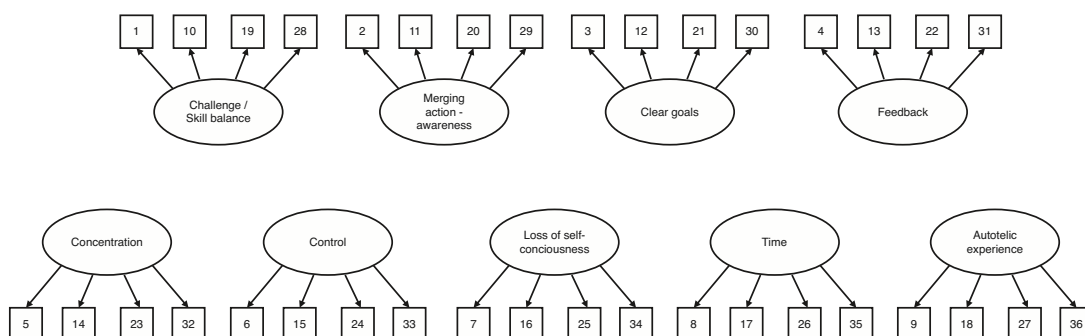 1 10 19 28 2 11 20 29 3 12 21 30 4 13 22 31
Challenge /
Skill balance
Merging
action -
awareness
Clear goals
Feedback
Concentration
Control
Loss of self-
conciousness
Time
Autotelic
experience
5 14 23 32 6 15 24 33 7 16 25 34 8 17 26 35 9 18 27 36